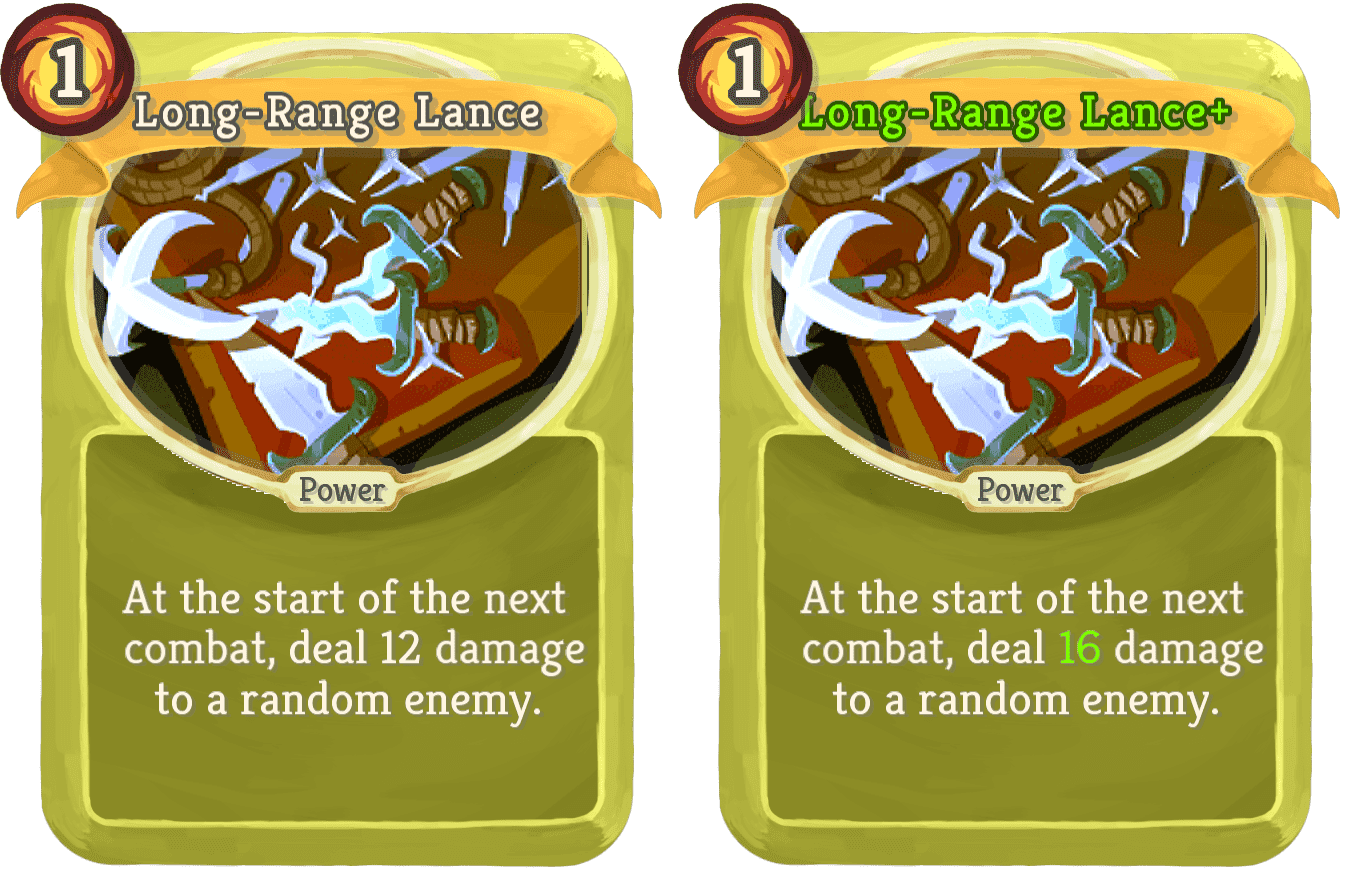 1
Long-Range Lance
Power
At the start of the next
combat, deal 12 damage
to a random enemy.
1
Long-Range Lance+
Power
At the start of the next
combat, deal 16 damage
to a random enemy.